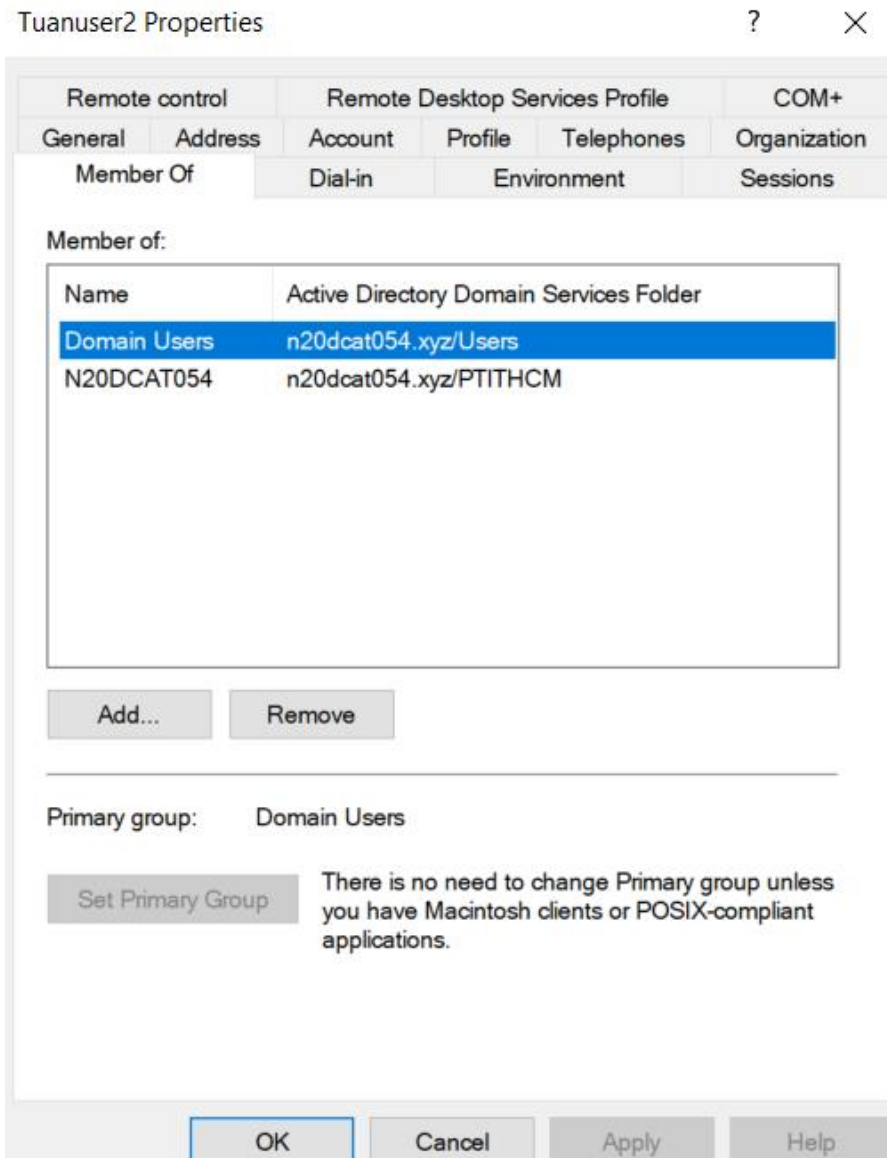 Tuanuser2 Properties ?
Remote control Remote Desktop Services Profile COM+
General Address Account Profile Telephones Organization
Member Of Dial-in Environment Sessions
Member of:
Name Active Directory Domain Services Folder
Domain Users n20dcat054.xyz/Users
N20DCAT054 n20dcat054.xyz/PTITHCM
Add... Remove
Primary group: Domain Users
Set Primary Group
There is no need to change Primary group unless
you have Macintosh clients or POSIX-compliant
applications.
OK Cancel Apply Help